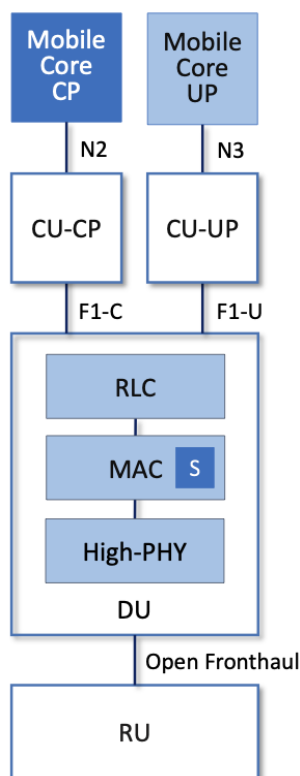 Mobile
Core
CP
Mobile
Core
UP
N2
N3
CU-CP
CU-UP
F1-C
F1-U
RLC
MAC
S
High-PHY
DU
Open Fronthaul
RU